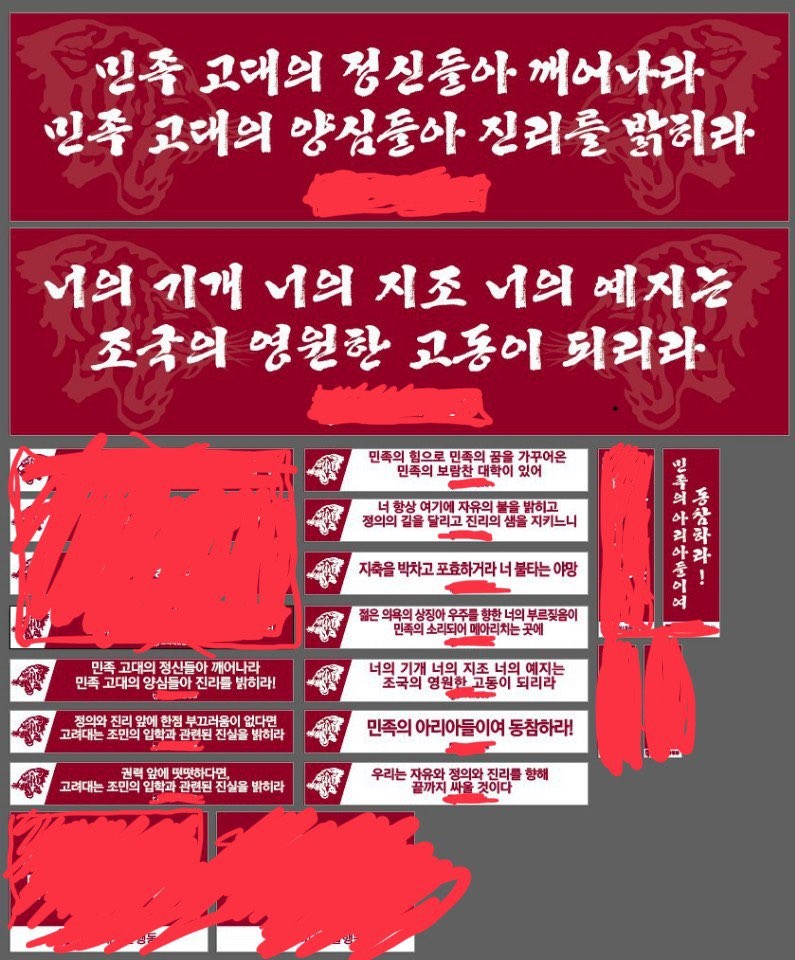 민족 고대의 정신들아 깨어나라
민족 고대의 양심들아 진리를 밝히라
너의 기개 너의 지조 너의 예지는
조국의 영원한 고동이 되리라
민족의 힘으로 민족의 꿈을 가꾸어온
민족의 보람찬 대학이 있어
너 항상 여기에 자유의 불을 밝히고
정의의 길을 달리고 진리의 샘을 지키느니
지축을 박차고 포효하거라 너 불타는 야망
젊은 의욕의 상징아 우주를 향한 너의 부르짖음이
민족의 소리되어 메아리치는 곳에
민족 고대의 정신들아 깨어나라
민족 고대의 양심들아 진리를 밝히라!
너의 기개 너의 지조 너의 예지는
조국의 영원한 고동이 되리라
정의와 진리 앞에 한점 부끄러움이 없다면
고려대는 조민의 입학과 관련된 진실을 밝히라
민족의 아리아들이여 동참하라!
권력 앞에 떳떳하다면,
고려대는 조민의 입학과 관련된 진실을 밝히라
우리는 자유와 정의와 진리를 향해
끝까지 싸울 것이다
민족의 아리아들이여
동참하라!